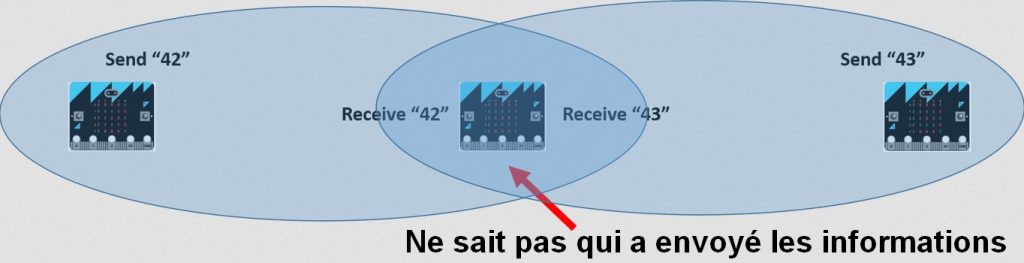 Send “42”
Send “43”
Receive “42”
Receive “43”
Ne sait pas qui a envoyé les informations